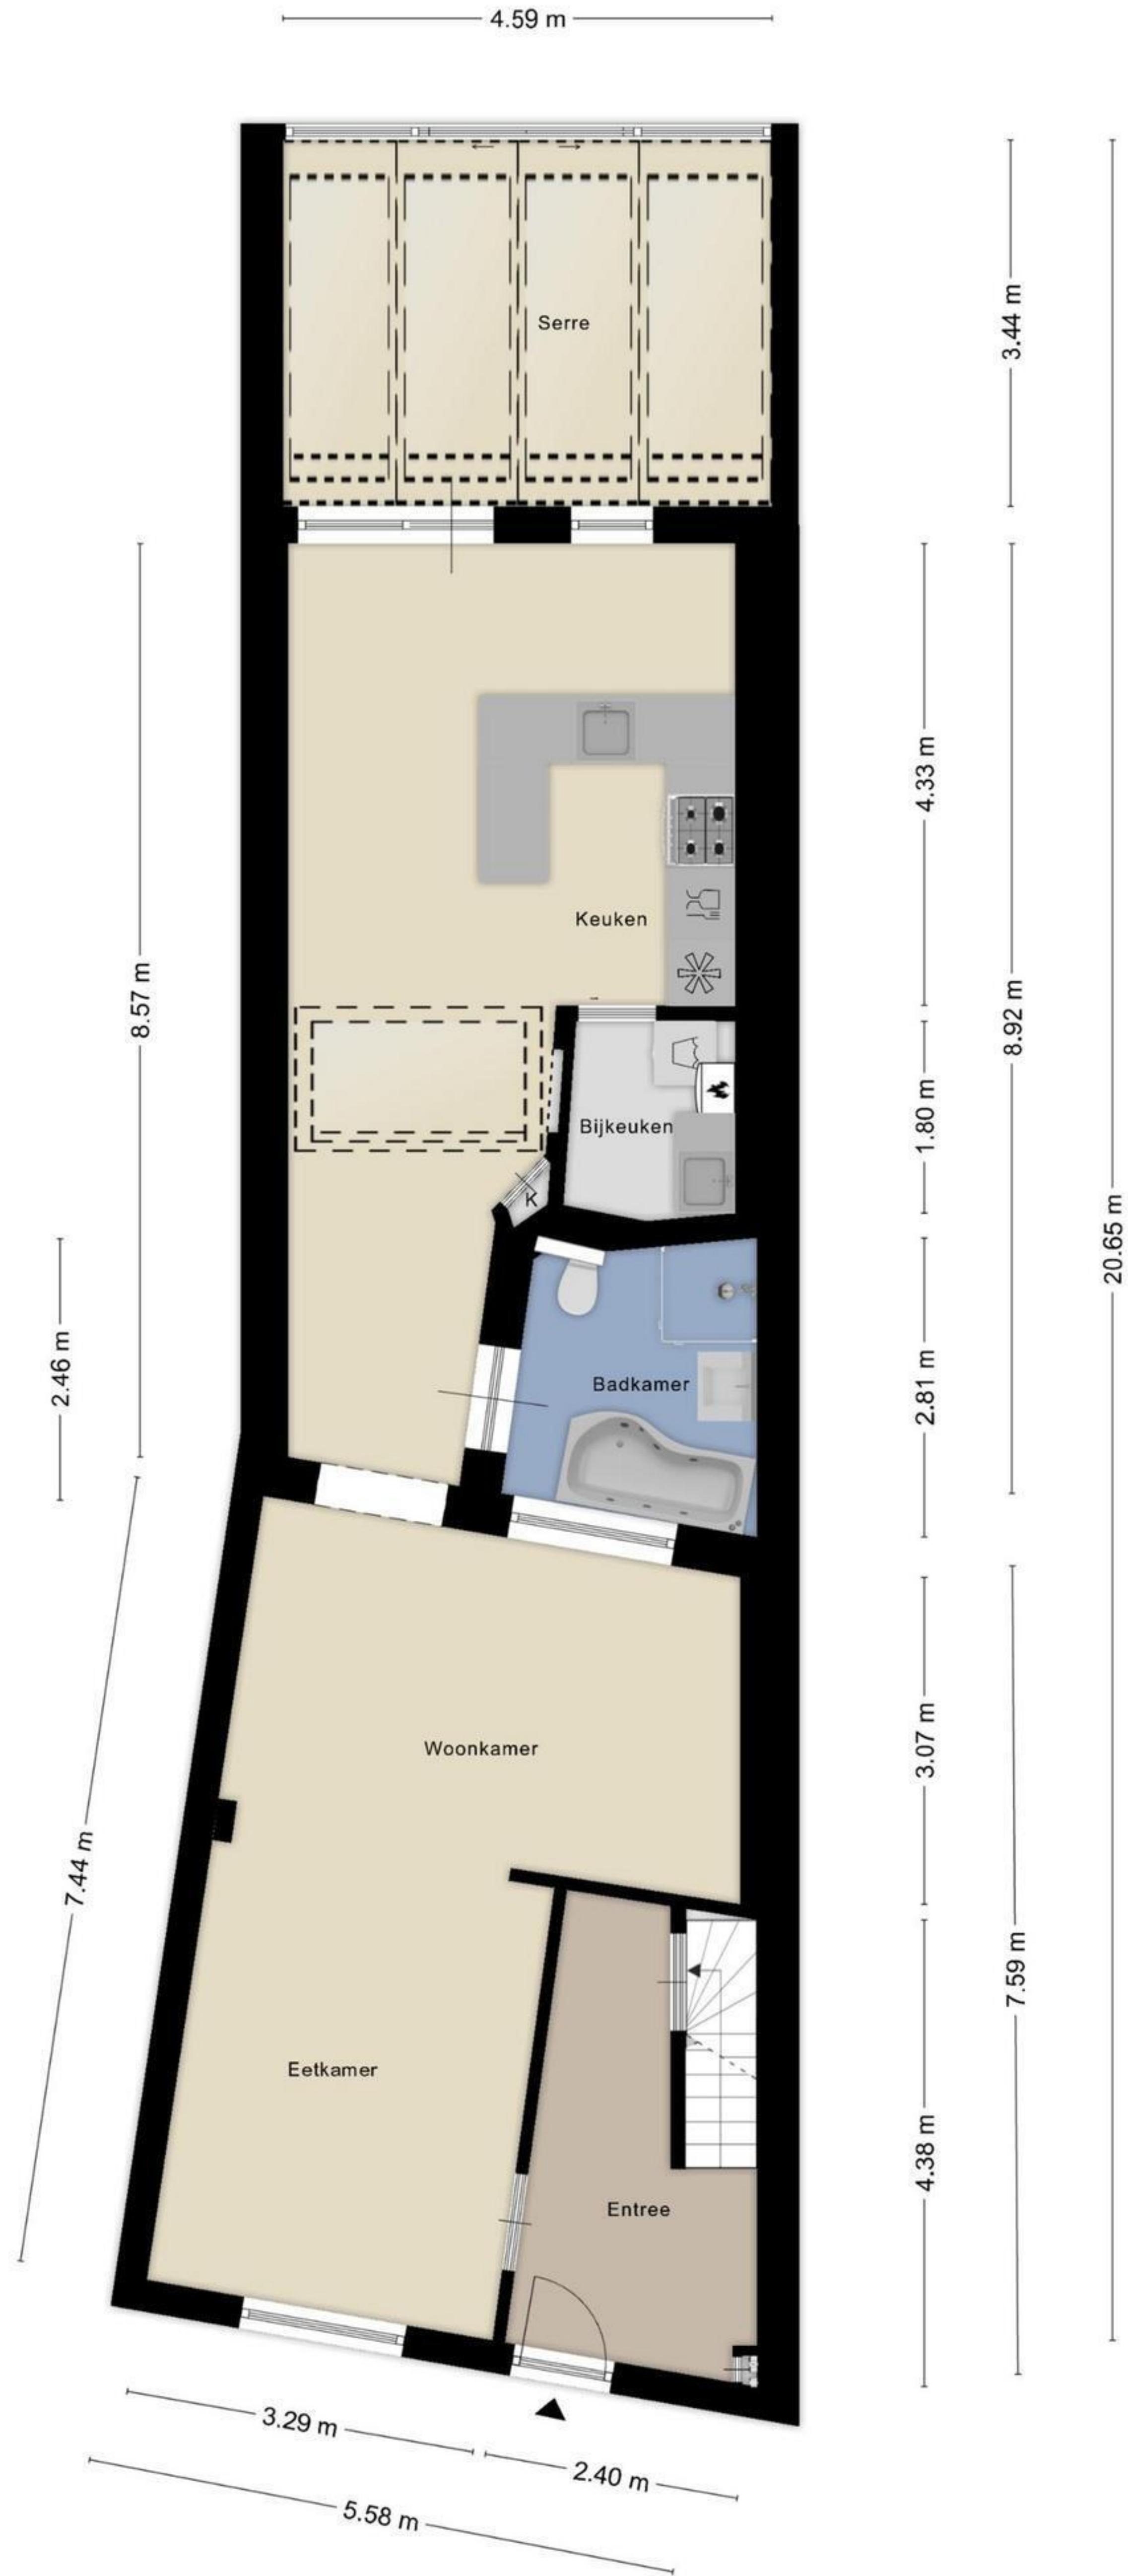 4.59 m
Serre
3.44 m
4.33 m
Keuken
8.57 m
8.92 m
1.80 m
Bijkeuken
K
20.65 m
2.46 m
2.81 m
Badkamer
3.07 m
Woonkamer
7.44 m
7.59 m
Eetkamer
4.38 m
Entree
3.29 m
2.40 m
5.58 m